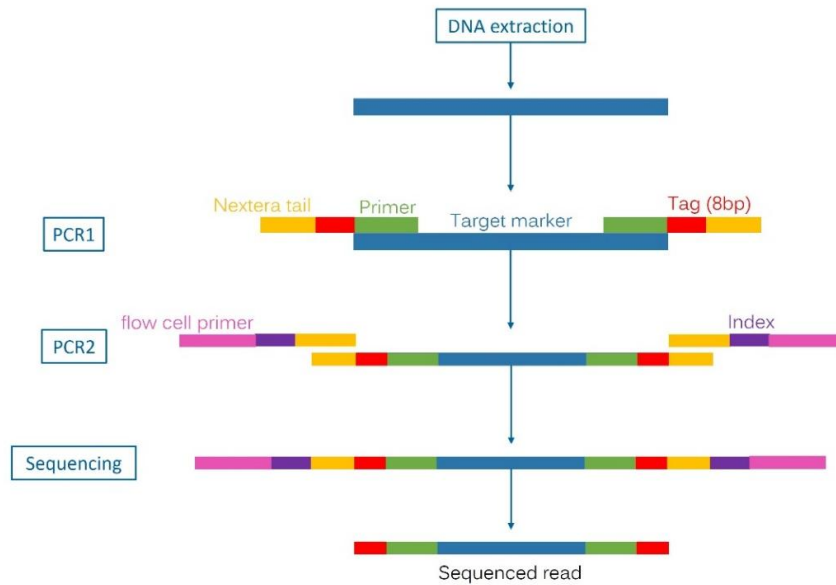 DNA extraction
Nextera tail
Primer
Target marker
Tag (8bp)
PCR1
flow cell primer
Index
PCR2
Sequencing
Sequenced read